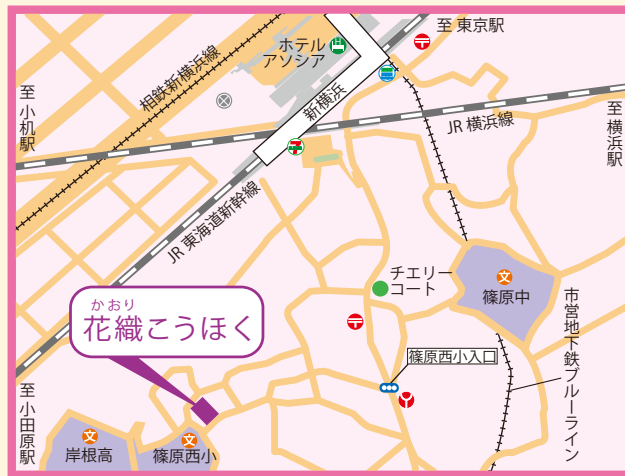 至東京駅
ホテル
アソシア
相鉄新横浜線
至小机駅
新横浜
JR 横浜線
至横浜駅
JR 東海道新幹線
チエリー
コート
文
篠原中
かおり
花織こうほく
市営地下鉄ブルーライン
篠原西小入口
至小田原駅
文
岸根高
文
篠原西小